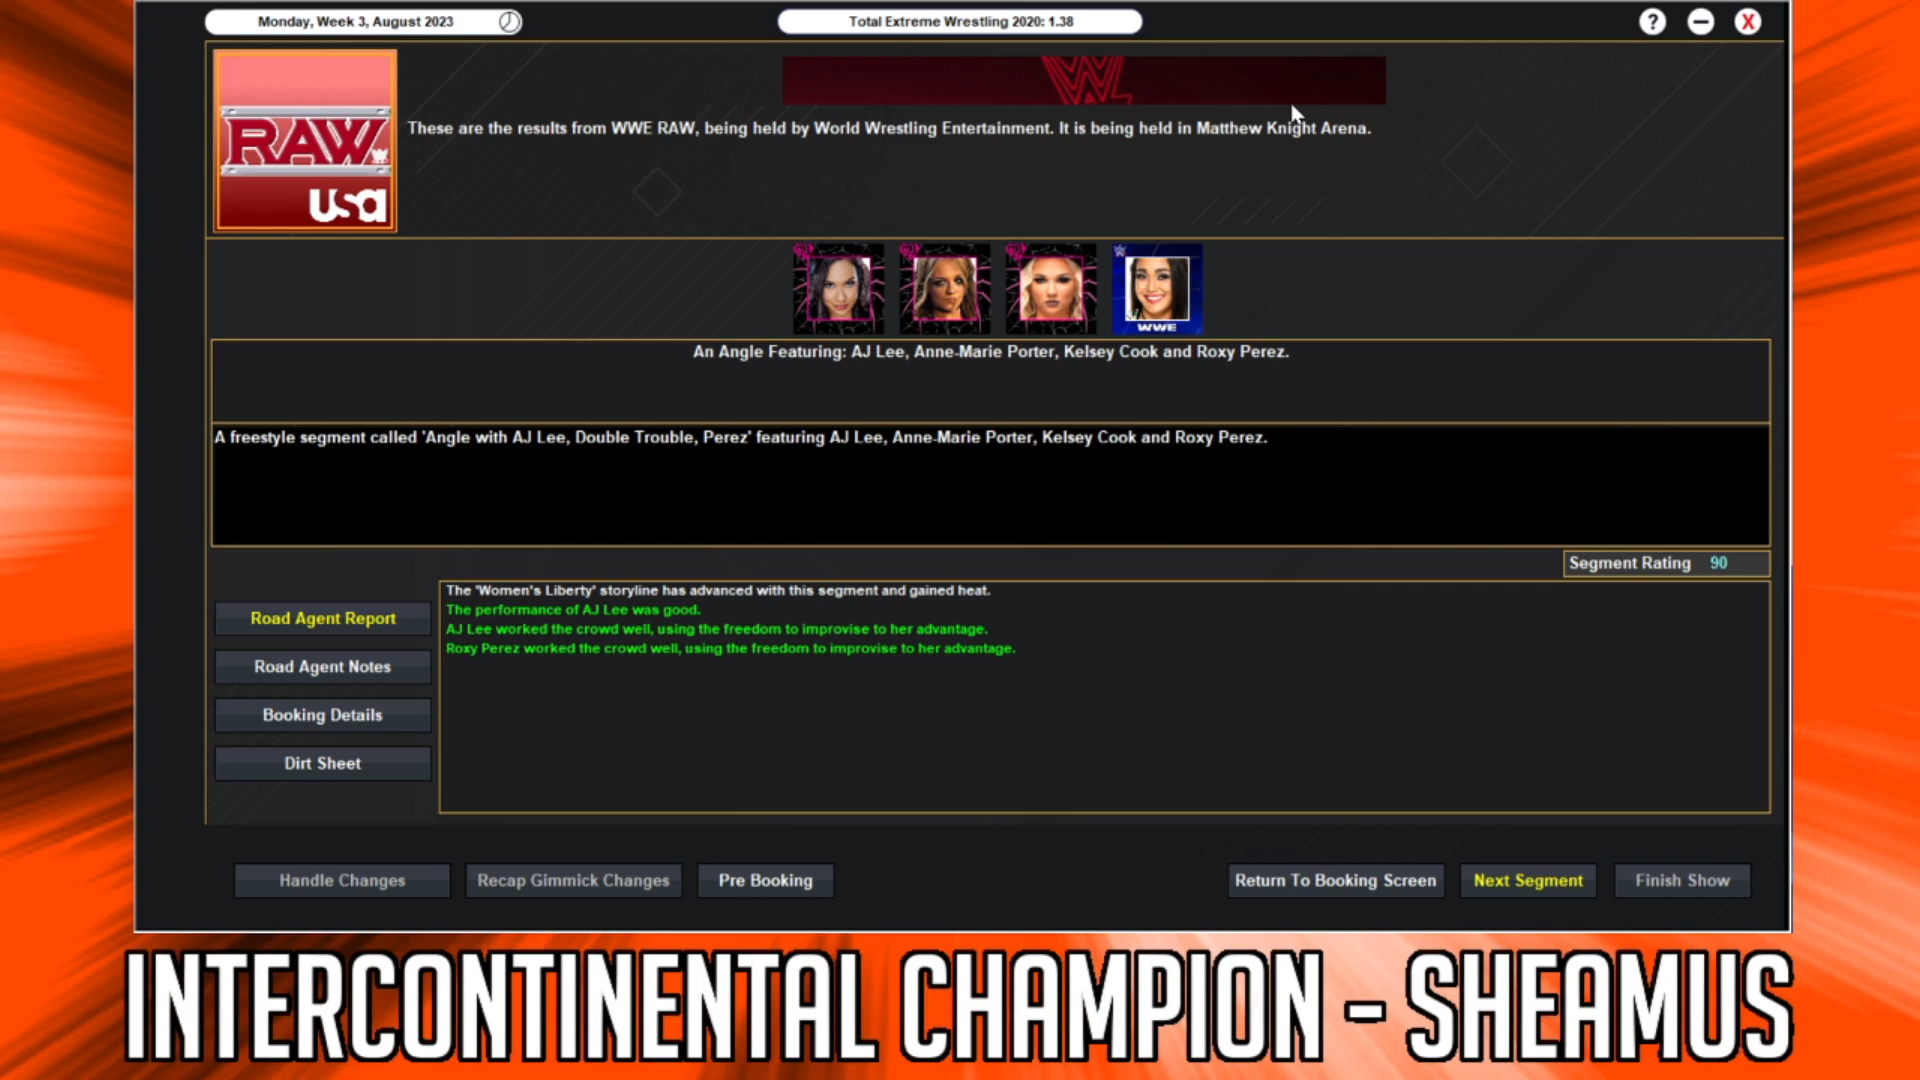 Monday, Week 3, August 2023
Total Extreme Wrestling 2020: 1.38
?
X
RAW
usa
These are the results from WWE RAW, being held by World Wrestling Entertainment. It is being held in Matthew Knight Arena.
WWE
An Angle Featuring: AJ Lee, Anne-Marie Porter, Kelsey Cook and Roxy Perez.
A freestyle segment called 'Angle with AJ Lee, Double Trouble, Perez' featuring AJ Lee, Anne-Marie Porter, Kelsey Cook and Roxy Perez.
Segment Rating 90
The 'Women's Liberty' storyline has advanced with this segment and gained heat.
The performance of AJ Lee was good.
AJ Lee worked the crowd well, using the freedom to improvise to her advantage.
Roxy Perez worked the crowd well, using the freedom to improvise to her advantage.
Road Agent Report
Road Agent Notes
Booking Details
Dirt Sheet
Handle Changes
Recap Gimmick Changes
Pre Booking
Return To Booking Screen
Next Segment
Finish Show
INTERCONTINENTAL CHAMPION - SHEAMUS